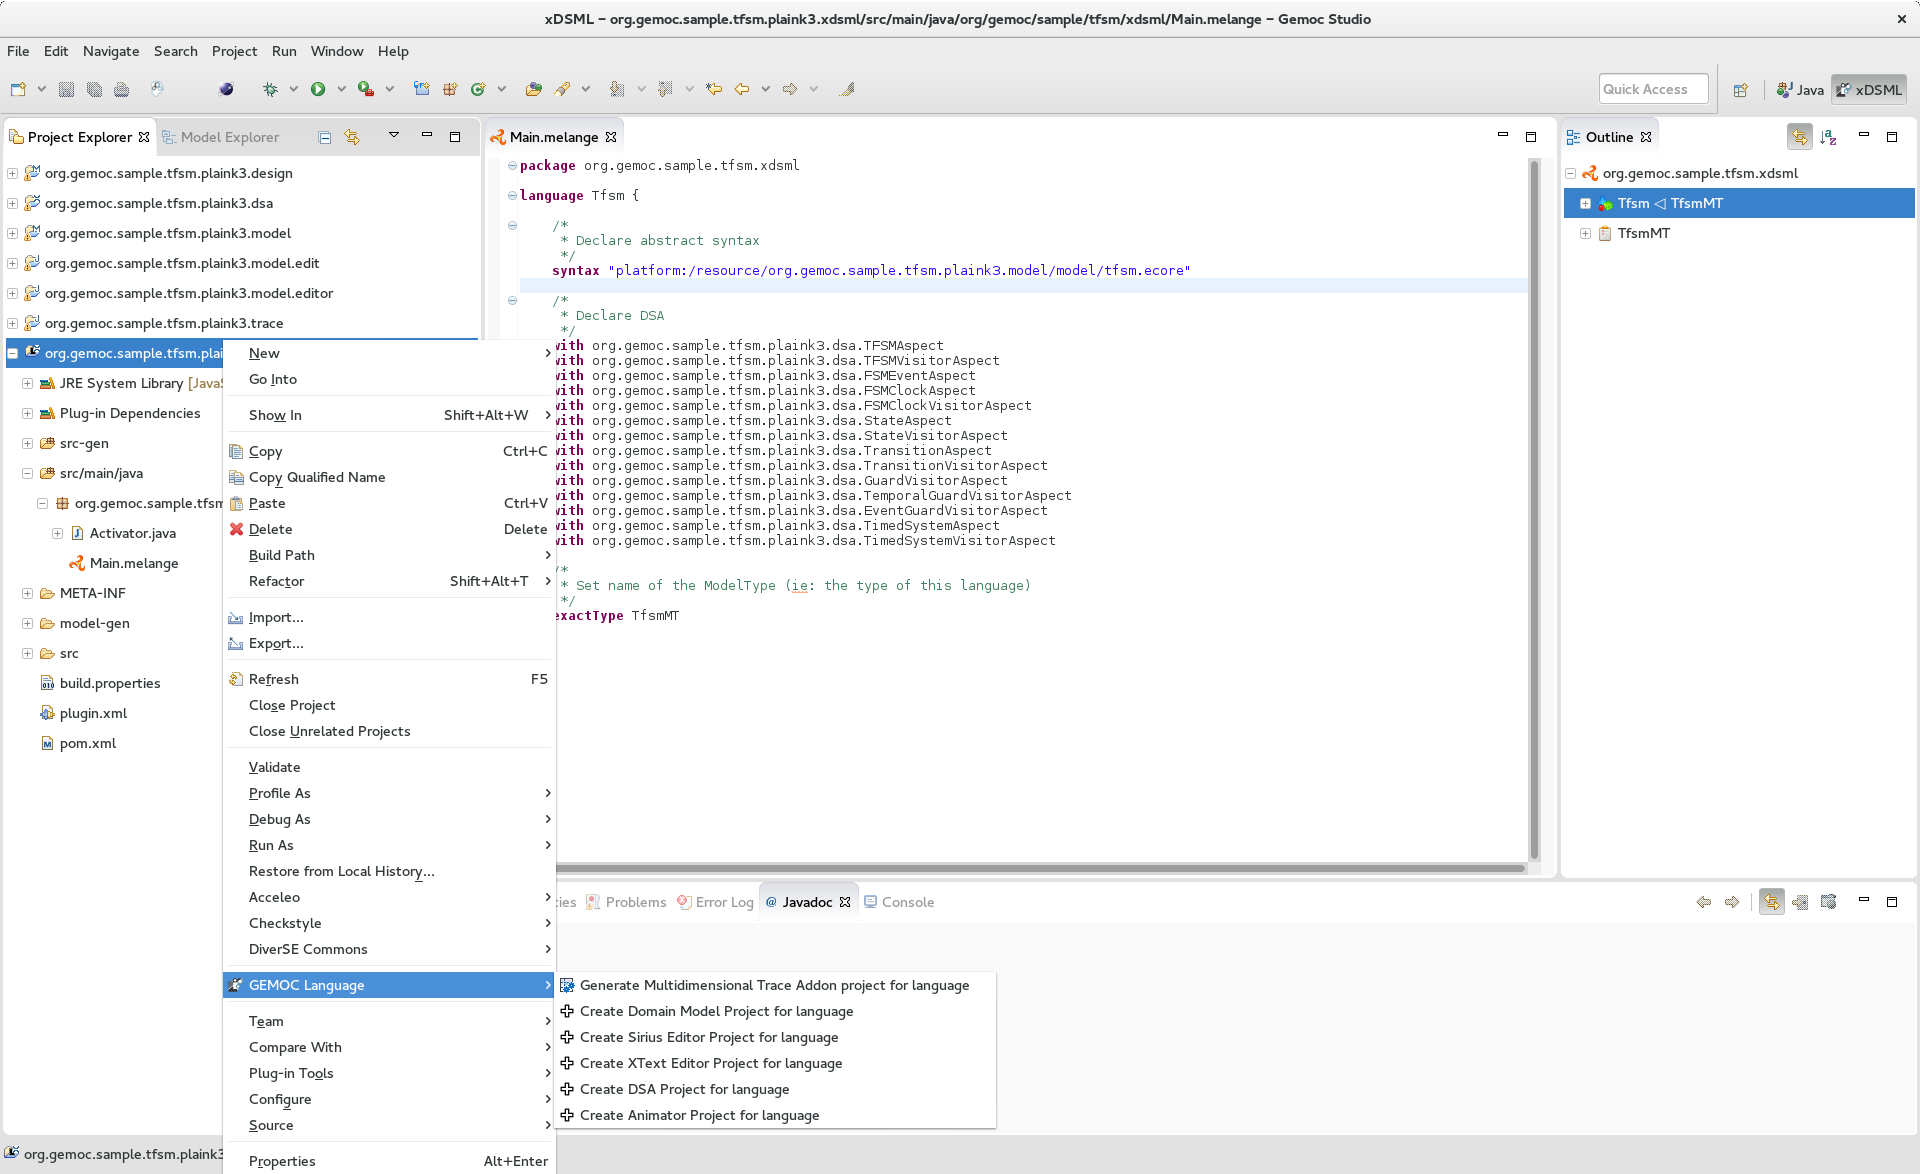 xDSML – org.gemoc.sample.tfsm.plaink3.xdsml/src/main/java/org/gemoc/sample/tfsm/xdsml/Main.melange – Gemoc Studio
File Edit Navigate Search Project Run Window Help
Quick Access
Java
xDSML
Project Explorer
Model Explorer
org.gemoc.sample.tfsm.plaink3.design
org.gemoc.sample.tfsm.plaink3.dsa
org.gemoc.sample.tfsm.plaink3.model
org.gemoc.sample.tfsm.plaink3.model.edit
org.gemoc.sample.tfsm.plaink3.model.editor
org.gemoc.sample.tfsm.plaink3.trace
org.gemoc.sample.tfsm.plai
JRE System Library [JavaS
Plug-in Dependencies
src-gen
src/main/java
org.gemoc.sample.tfsm
Activator.java
Main.melange
META-INF
model-gen
src
build.properties
plugin.xml
pom.xml
New
Go Into
Show In Shift+Alt+W
Copy Ctrl+C
Copy Qualified Name
Paste Ctrl+V
Delete Delete
Build Path
Refactor Shift+Alt+T
Import...
Export...
Refresh F5
Close Project
Close Unrelated Projects
Validate
Profile As
Debug As
Run As
Restore from Local History...
Acceleo
Checkstyle
DiverSE Commons
GEMOC Language
Team
Compare With
Plug-in Tools
Configure
Source
Properties Alt+Enter
Generate Multidimensional Trace Addon project for language
Create Domain Model Project for language
Create Sirius Editor Project for language
Create XText Editor Project for language
Create DSA Project for language
Create Animator Project for language
Main.melange
package org.gemoc.sample.tfsm.xdsml
language Tfsm {
/*
* Declare abstract syntax
*/
syntax "platform:/resource/org.gemoc.sample.tfsm.plaink3.model/model/tfsm.ecore"
/*
* Declare DSA
*/
with org.gemoc.sample.tfsm.plaink3.dsa.TFSMAspect
with org.gemoc.sample.tfsm.plaink3.dsa.TFSMVisitorAspect
with org.gemoc.sample.tfsm.plaink3.dsa.FSMEventAspect
with org.gemoc.sample.tfsm.plaink3.dsa.FSMClockAspect
with org.gemoc.sample.tfsm.plaink3.dsa.FSMClockVisitorAspect
with org.gemoc.sample.tfsm.plaink3.dsa.StateAspect
with org.gemoc.sample.tfsm.plaink3.dsa.StateVisitorAspect
with org.gemoc.sample.tfsm.plaink3.dsa.TransitionAspect
with org.gemoc.sample.tfsm.plaink3.dsa.TransitionVisitorAspect
with org.gemoc.sample.tfsm.plaink3.dsa.GuardVisitorAspect
with org.gemoc.sample.tfsm.plaink3.dsa.TemporalGuardVisitorAspect
with org.gemoc.sample.tfsm.plaink3.dsa.EventGuardVisitorAspect
with org.gemoc.sample.tfsm.plaink3.dsa.TimedSystemAspect
with org.gemoc.sample.tfsm.plaink3.dsa.TimedSystemVisitorAspect
/*
* Set name of the ModelType (ie: the type of this language)
*/
exactType TfsmMT
Outline
org.gemoc.sample.tfsm.xdsml
Tfsm ◁ TfsmMT
TfsmMT
ties
Problems
Error Log
@ Javadoc
Console
org.gemoc.sample.tfsm.plaink3